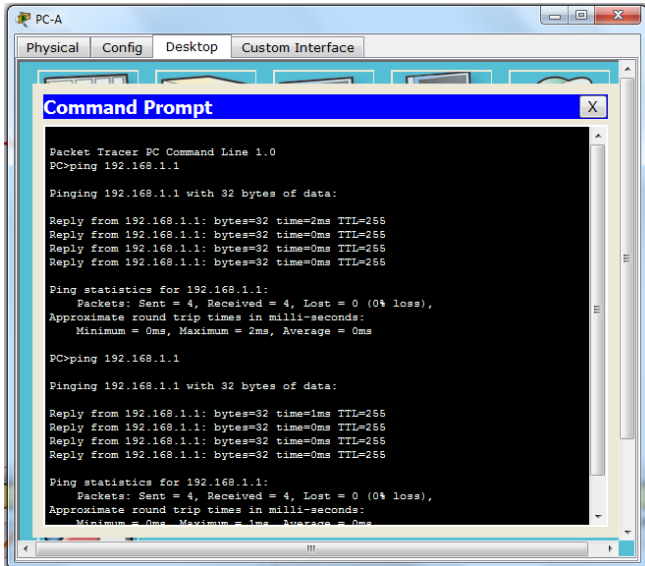 PC-A
Physical Config Desktop Custom Interface
Command Prompt X
Packet Tracer PC Command Line 1.0
PC>ping 192.168.1.1
Pinging 192.168.1.1 with 32 bytes of data:
Reply from 192.168.1.1: bytes=32 time=2ms TTL=255
Reply from 192.168.1.1: bytes=32 time=0ms TTL=255
Reply from 192.168.1.1: bytes=32 time=0ms TTL=255
Reply from 192.168.1.1: bytes=32 time=0ms TTL=255
Ping statistics for 192.168.1.1:
Packets: Sent = 4, Received = 4, Lost = 0 (0% loss),
Approximate round trip times in milli-seconds:
Minimum = 0ms, Maximum = 2ms, Average = 0ms
PC>ping 192.168.1.1
Pinging 192.168.1.1 with 32 bytes of data:
Reply from 192.168.1.1: bytes=32 time=1ms TTL=255
Reply from 192.168.1.1: bytes=32 time=0ms TTL=255
Reply from 192.168.1.1: bytes=32 time=0ms TTL=255
Reply from 192.168.1.1: bytes=32 time=0ms TTL=255
Ping statistics for 192.168.1.1:
Packets: Sent = 4, Received = 4, Lost = 0 (0% loss),
Approximate round trip times in milli-seconds:
Minimum = 0ms, Maximum = 1ms, Average = 0ms